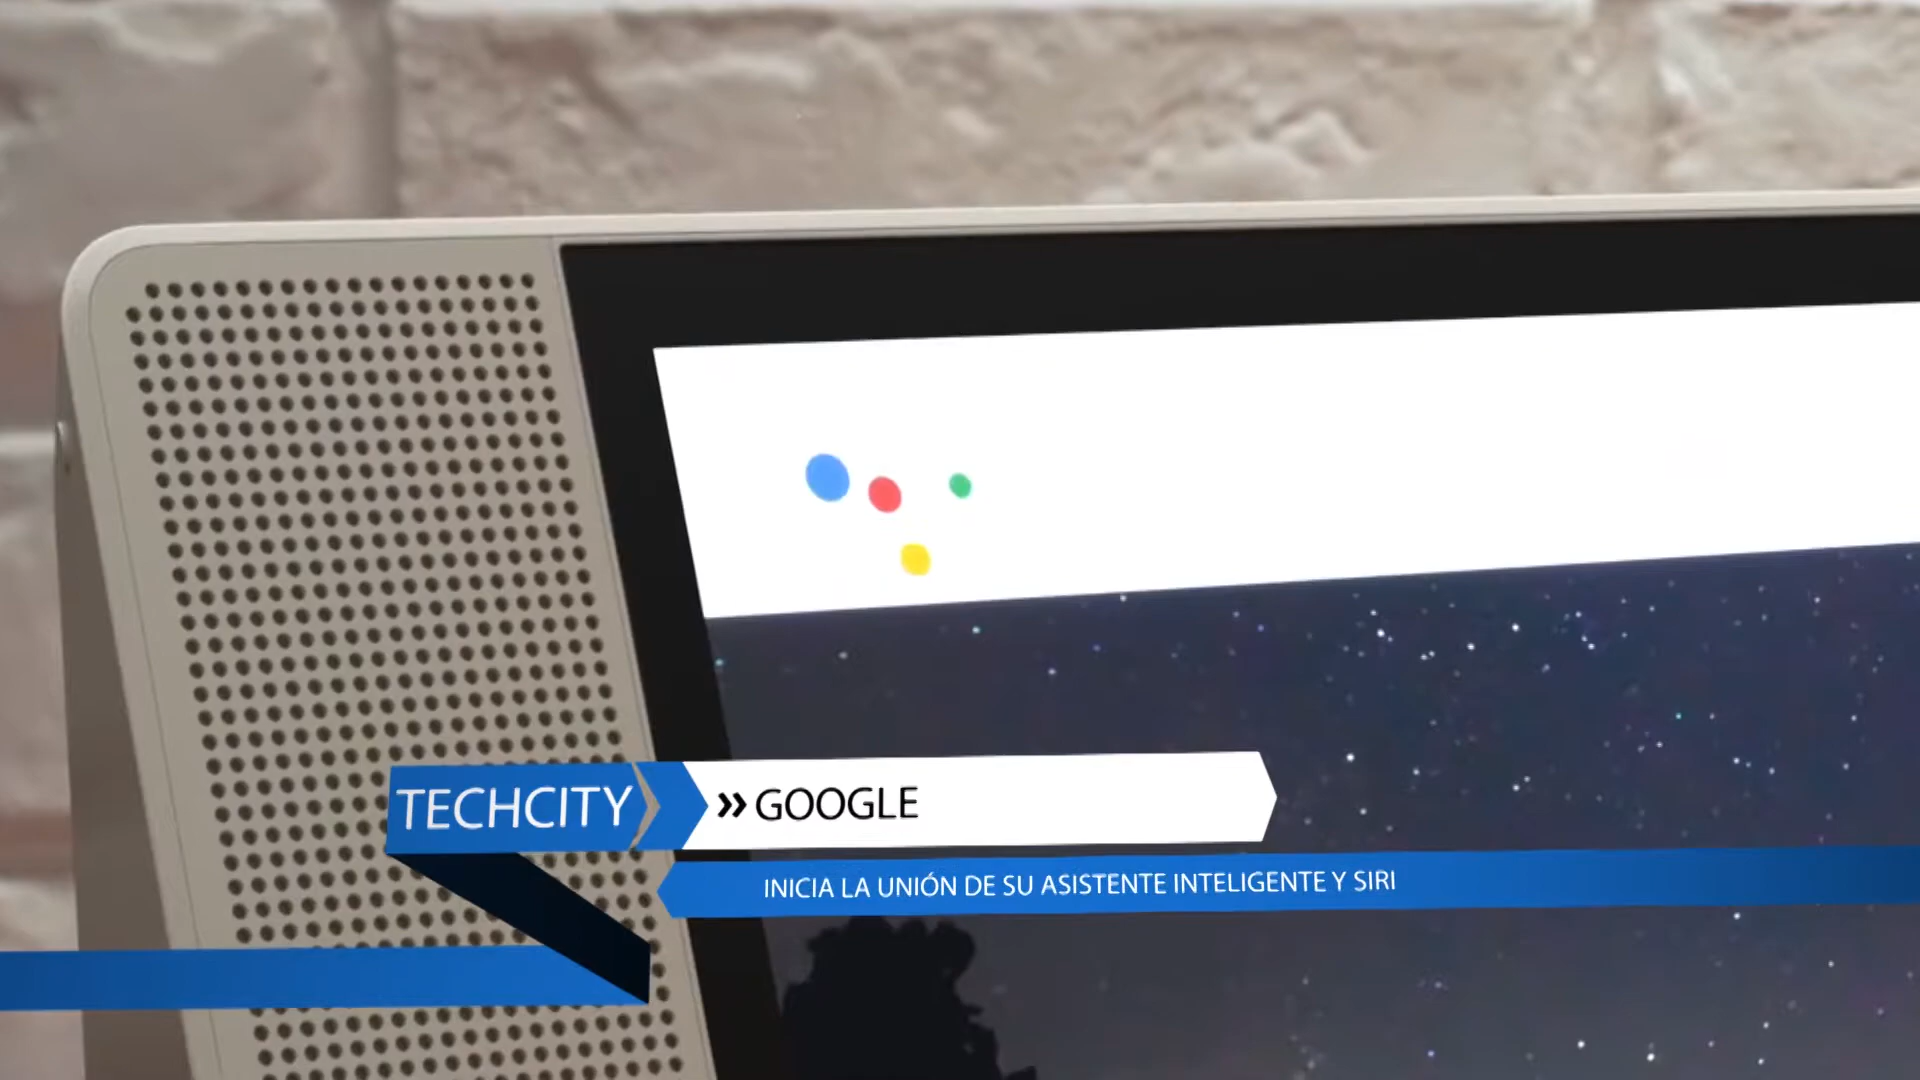 TECHCITY
» GOOGLE
INICIA LA UNIÓN DE SU ASISTENTE INTELIGENTE Y SIRI